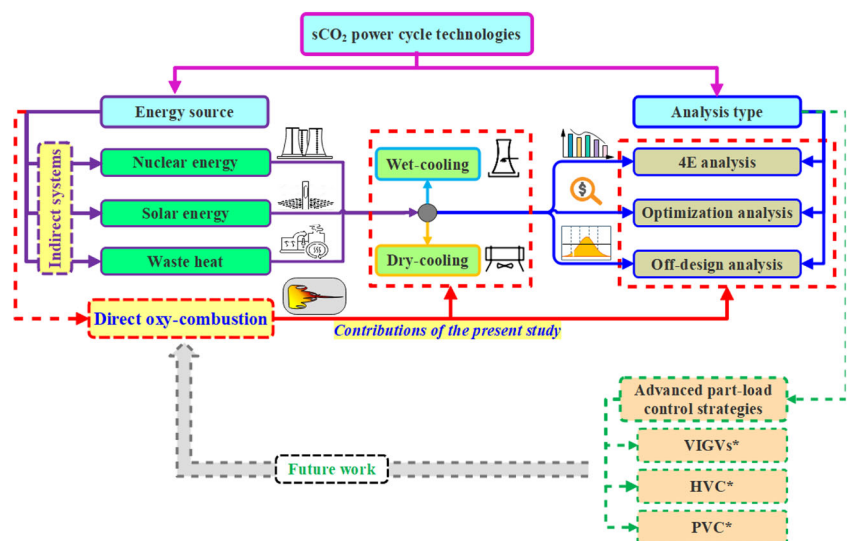 sCO₂ power cycle technologies
Energy source
Analysis type
Indirect systems
Nuclear energy
Solar energy
Waste heat
Wet-cooling
Dry-cooling
4E analysis
Optimization analysis
Off-design analysis
Direct oxy-combustion
Contributions of the present study
Advanced part-load
control strategies
VIGVs*
HVC*
PVC*
Future work